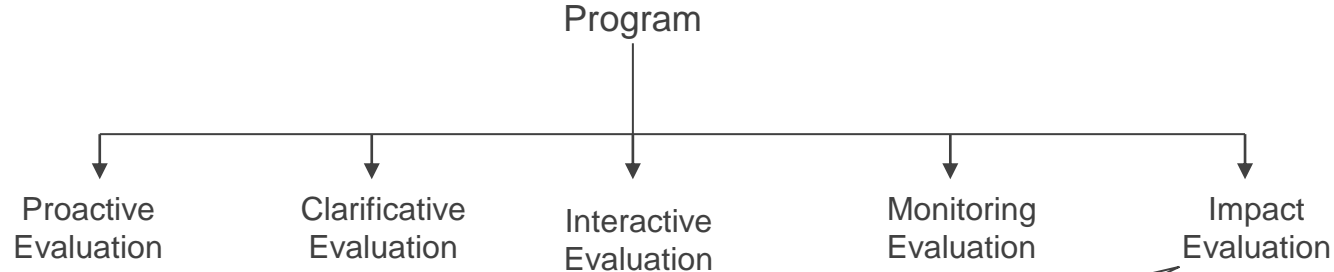 Program
Proactive
Evaluation
Clarificative
Evaluation
Interactive
Evaluation
Monitoring
Evaluation
Impact
Evaluation